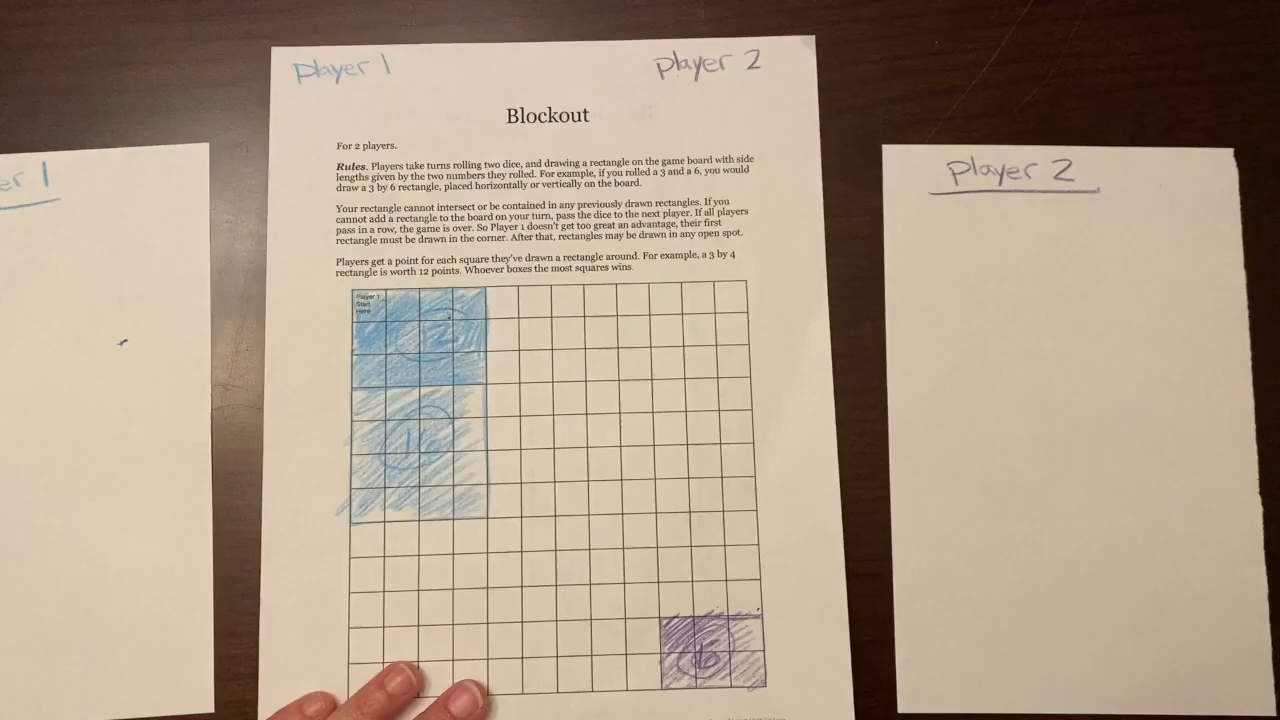 Player 1
Player 2
er 1
Player 2
Blockout
For 2 players.
Rules. Players take turns rolling two dice, and drawing a rectangle on the game board with side
lengths given by the two numbers they rolled. For example, if you rolled a 3 and a 6, you would
draw a 3 by 6 rectangle, placed horizontally or vertically on the board.
Your rectangle cannot intersect or be contained in any previously drawn rectangles. If you
cannot add a rectangle to the board on your turn, pass the dice to the next player. If all players
pass in a row, the game is over. So Player 1 doesn't get too great an advantage, their first
rectangle must be drawn in the corner. After that, rectangles may be drawn in any open spot.
Players get a point for each square they've drawn a rectangle around. For example, a 3 by 4
rectangle is worth 12 points. Whoever boxes the most squares wins.
Player 1
Start
Here
12
16
6